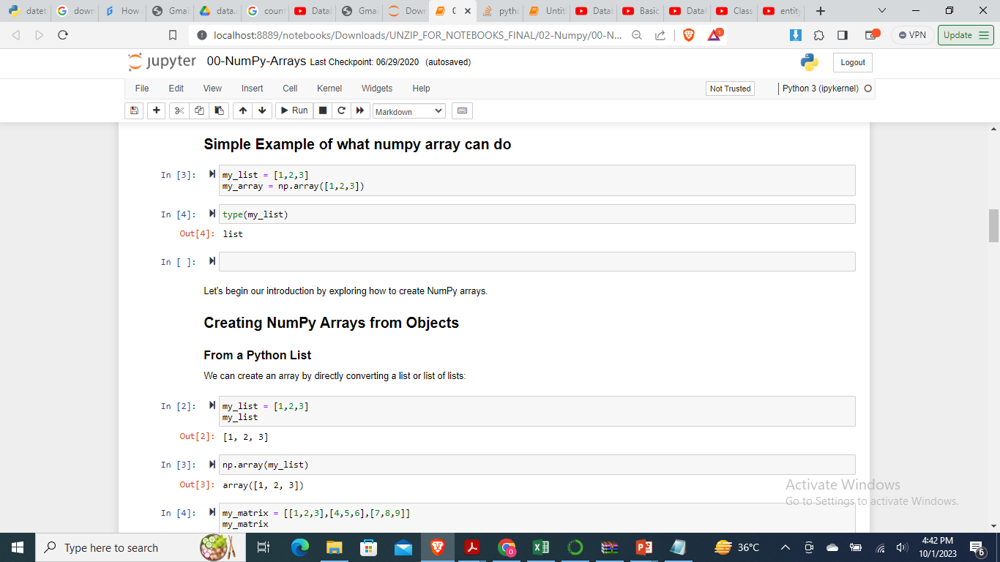 datet
down
How
Gmai
data.c
coun
Datal
Gmai
Dow
pytho
Untitl
Datal
Basic
Datal
Class
entity
localhost:8889/notebooks/Downloads/UNZIP_FOR_NOTEBOOKS_FINAL/02-Numpy/00-N...
1
VPN
Update
jupyter 00-NumPy-Arrays Last Checkpoint: 06/29/2020 (autosaved)
Logout
File Edit View Insert Cell Kernel Widgets Help
Not Trusted
Python 3 (ipykernel)
Run
Markdown
Simple Example of what numpy array can do
In [3]: my_list = [1,2,3]
my_array = np.array([1,2,3])
In [4]: type(my_list)
Out[4]: list
In [ ]:
Let's begin our introduction by exploring how to create NumPy arrays.
Creating NumPy Arrays from Objects
From a Python List
We can create an array by directly converting a list or list of lists:
In [2]: my_list = [1,2,3]
my_list
Out[2]: [1, 2, 3]
In [3]: np.array(my_list)
Out[3]: array([1, 2, 3])
In [4]: my_matrix = [[1,2,3],[4,5,6],[7,8,9]]
my_matrix
Activate Windows
Go to Settings to activate Windows.
Type here to search
36°C
4:42 PM
10/1/2023
6